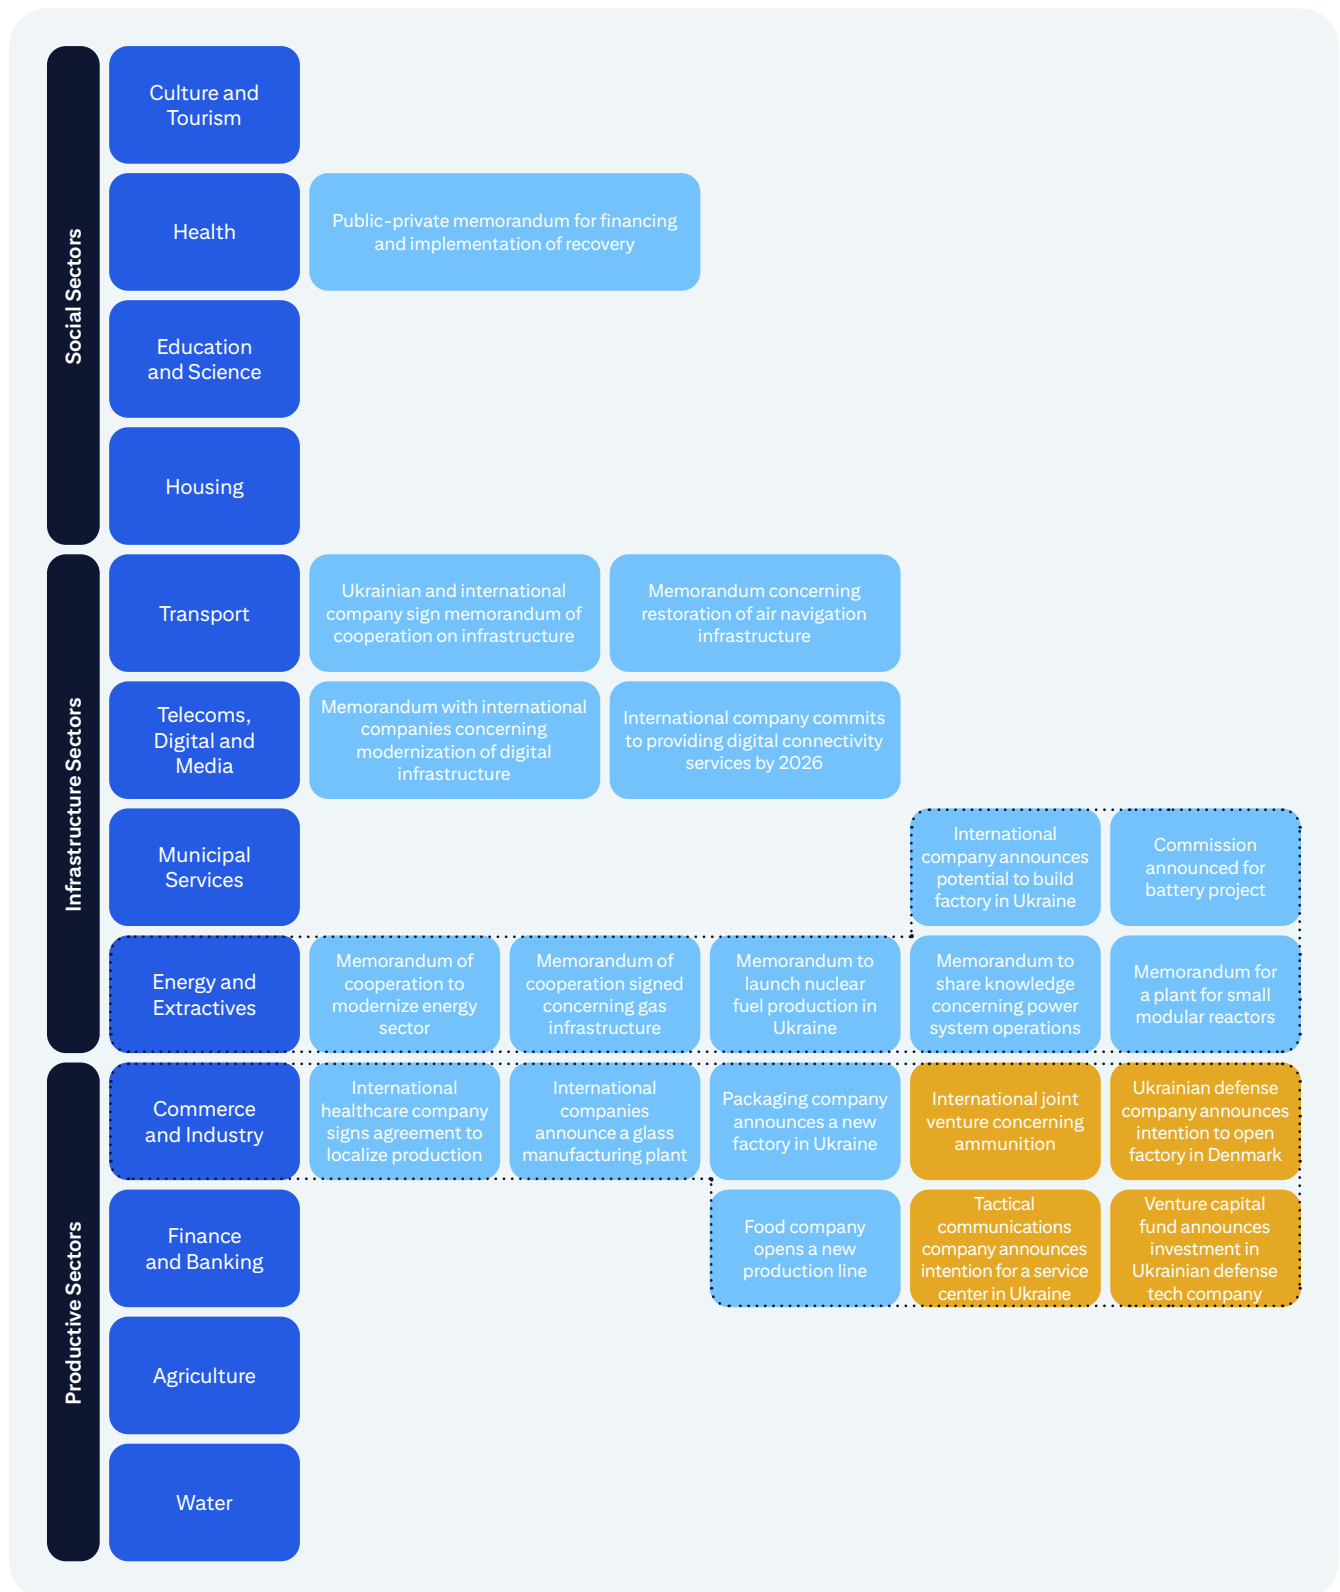 Social Sectors
Culture and
Tourism
Health
Public-private memorandum for financing
and implementation of recovery
Education
and Science
Housing
Infrastructure Sectors
Transport
Ukrainian and international
company sign memorandum of
cooperation on infrastructure
Memorandum concerning
restoration of air navigation
infrastructure
Telecoms,
Digital and
Media
Memorandum with international
companies concerning
modernization of digital
infrastructure
International company commits
to providing digital connectivity
services by 2026
Municipal
Services
International
company announces
potential to build
factory in Ukraine
Commission
announced for
battery project
Energy and
Extractives
Memorandum of
cooperation to
modernize energy
sector
Memorandum of
cooperation signed
concerning gas
infrastructure
Memorandum to
launch nuclear
fuel production in
Ukraine
Memorandum to
share knowledge
concerning power
system operations
Memorandum for
a plant for small
modular reactors
Productive Sectors
Commerce
and Industry
International
healthcare company
signs agreement to
localize production
International
companies
announce a glass
manufacturing plant
Packaging company
announces a new
factory in Ukraine
International joint
venture concerning
ammunition
Ukrainian defense
company announces
intention to open
factory in Denmark
Finance
and Banking
Food company
opens a new
production line
Tactical
communications
company announces
intention for a service
center in Ukraine
Venture capital
fund announces
investment in
Ukrainian defense
tech company
Agriculture
Water